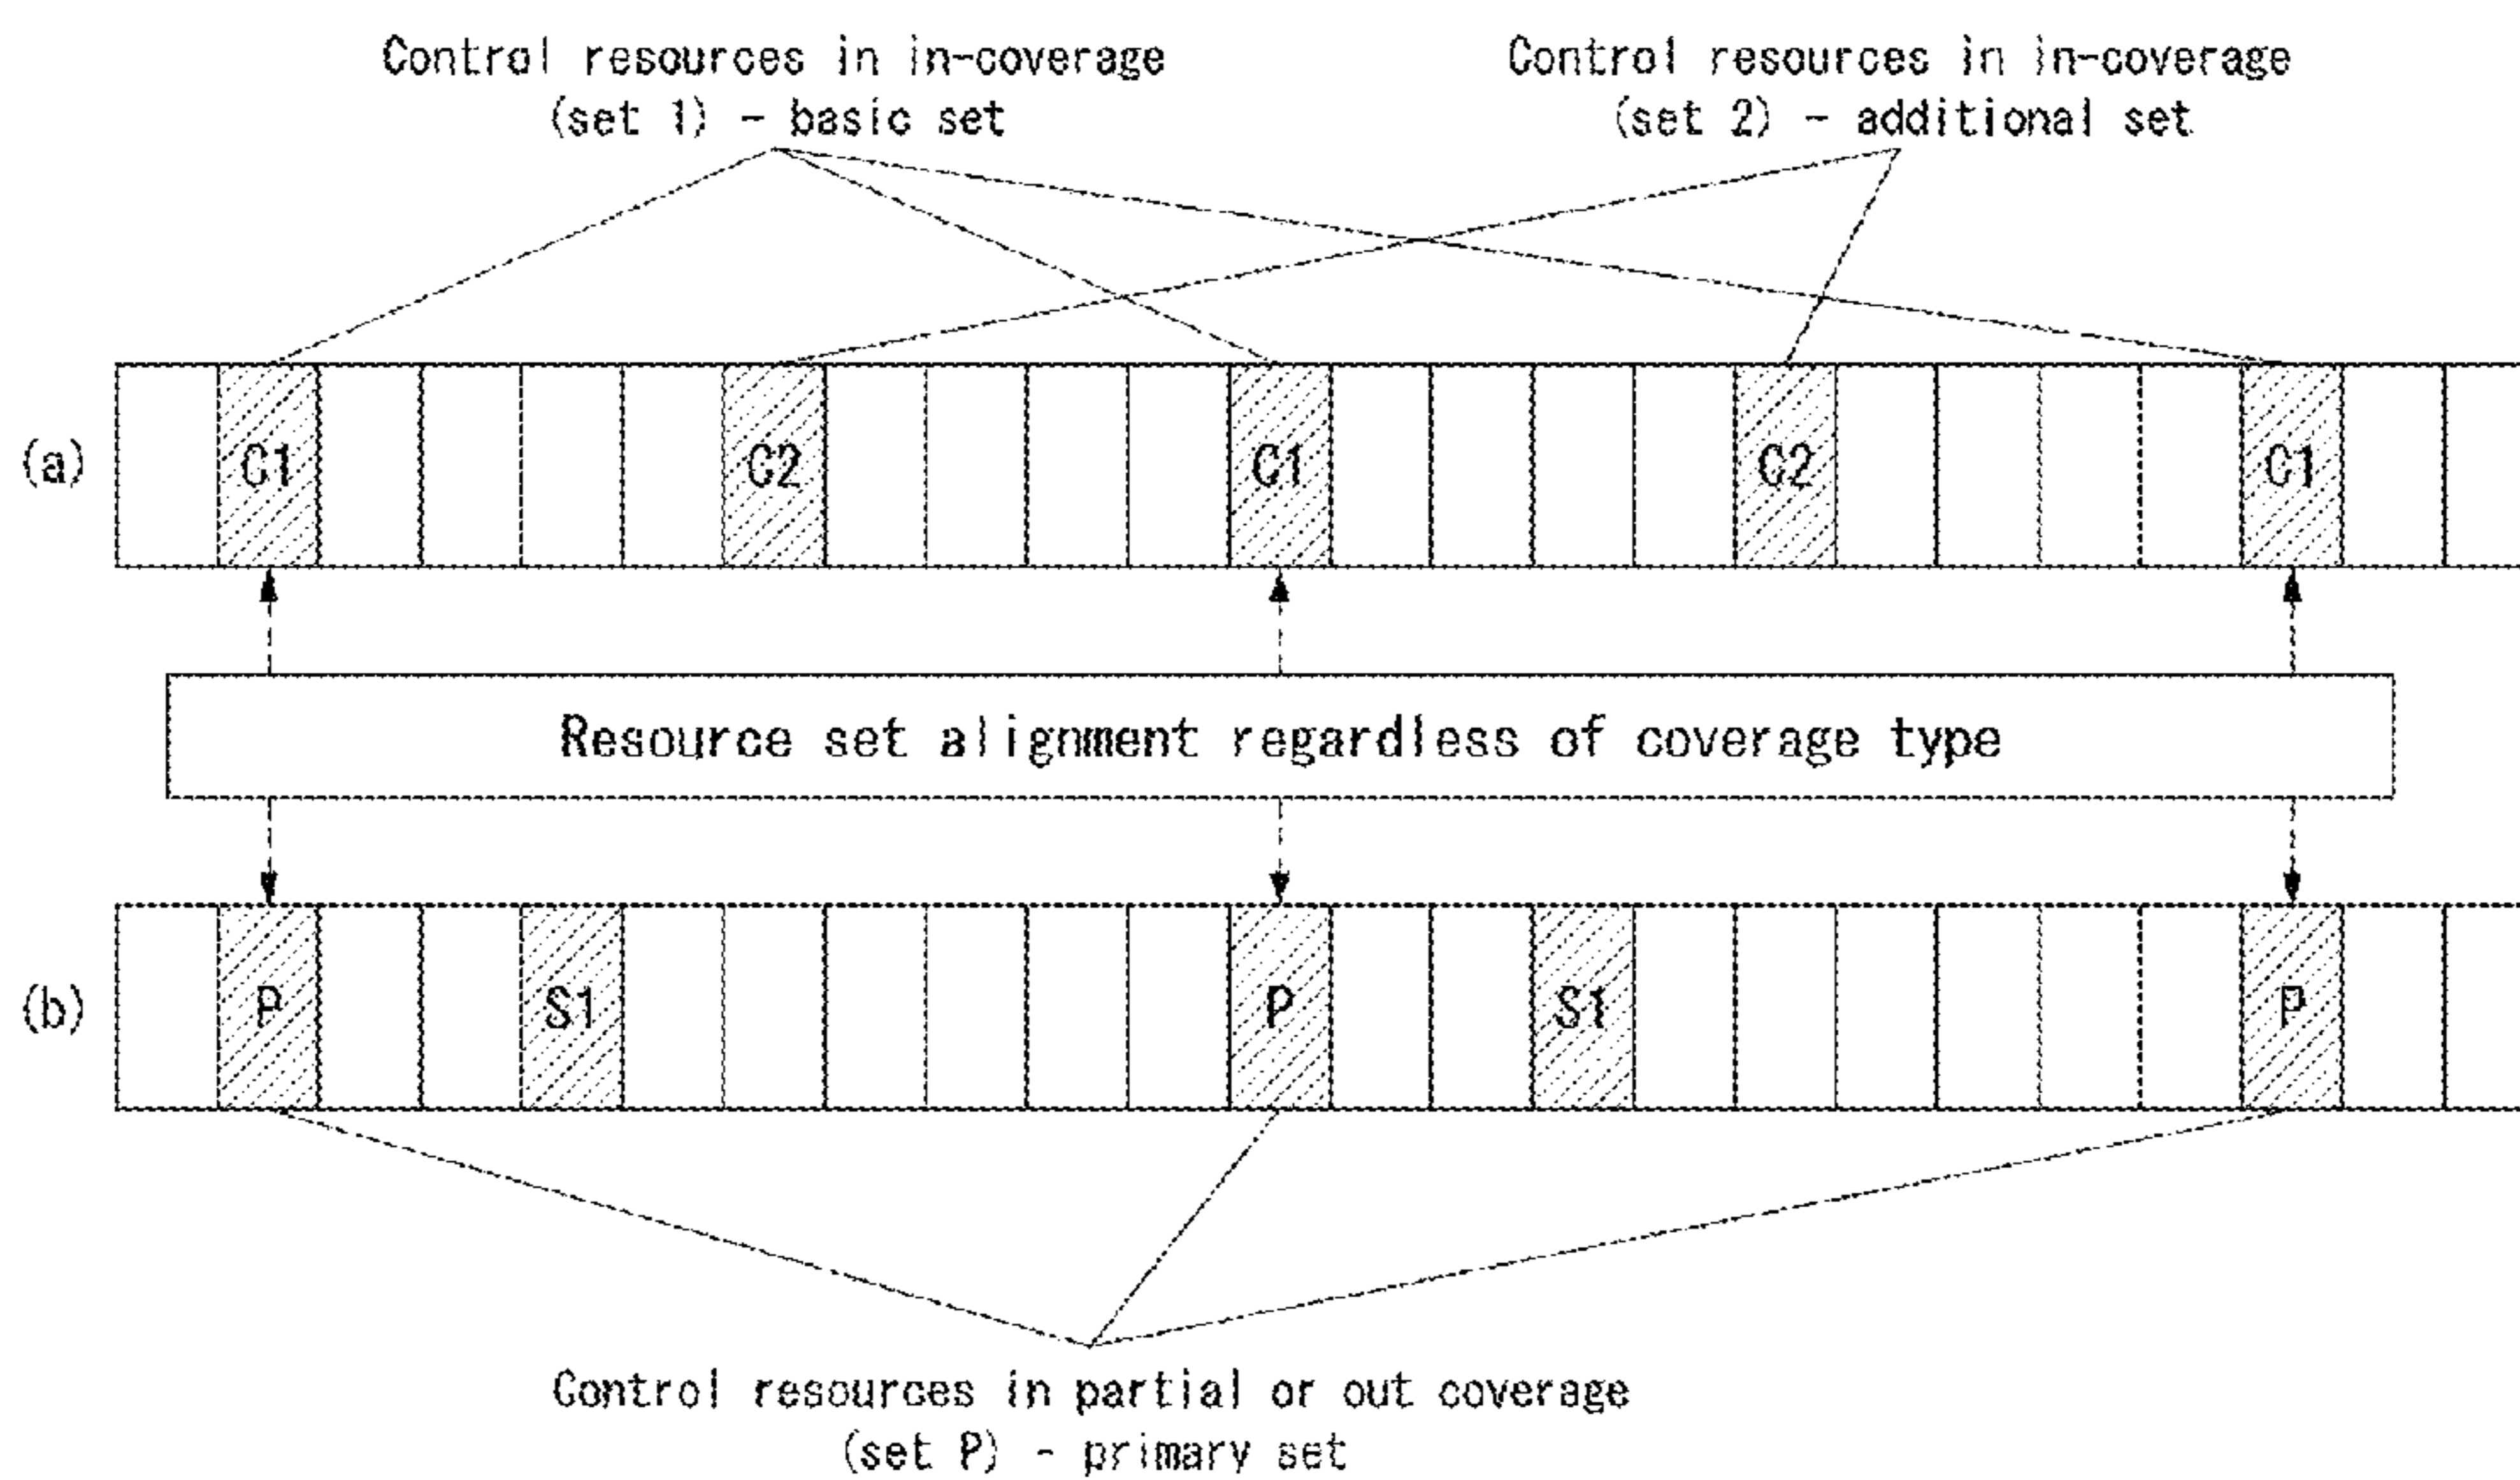 Control resources in in-coverage
(set 1) - basic set
Control resources in in-coverage
(set 2) - additional set
(a)
C1
C2
C1
C2
C1
Resource set alignment regardless of coverage type
(b)
P
S1
P
S1
P
Control resources in partial or out coverage
(set P) - primary set